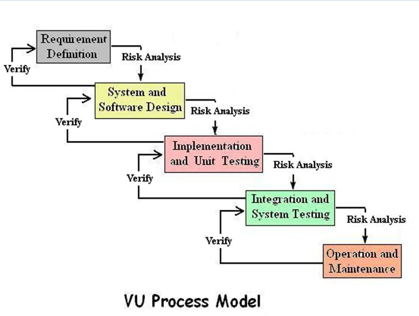 Requirement
Definition
Risk Analysis
Verify
System and
Software Design
Risk Analysis
Verify
Implementation
and Unit Testing
Risk Analysis
Verify
Integration and
System Testing
Risk Analysis
Verify
Operation and
Maintenance
VU Process Model